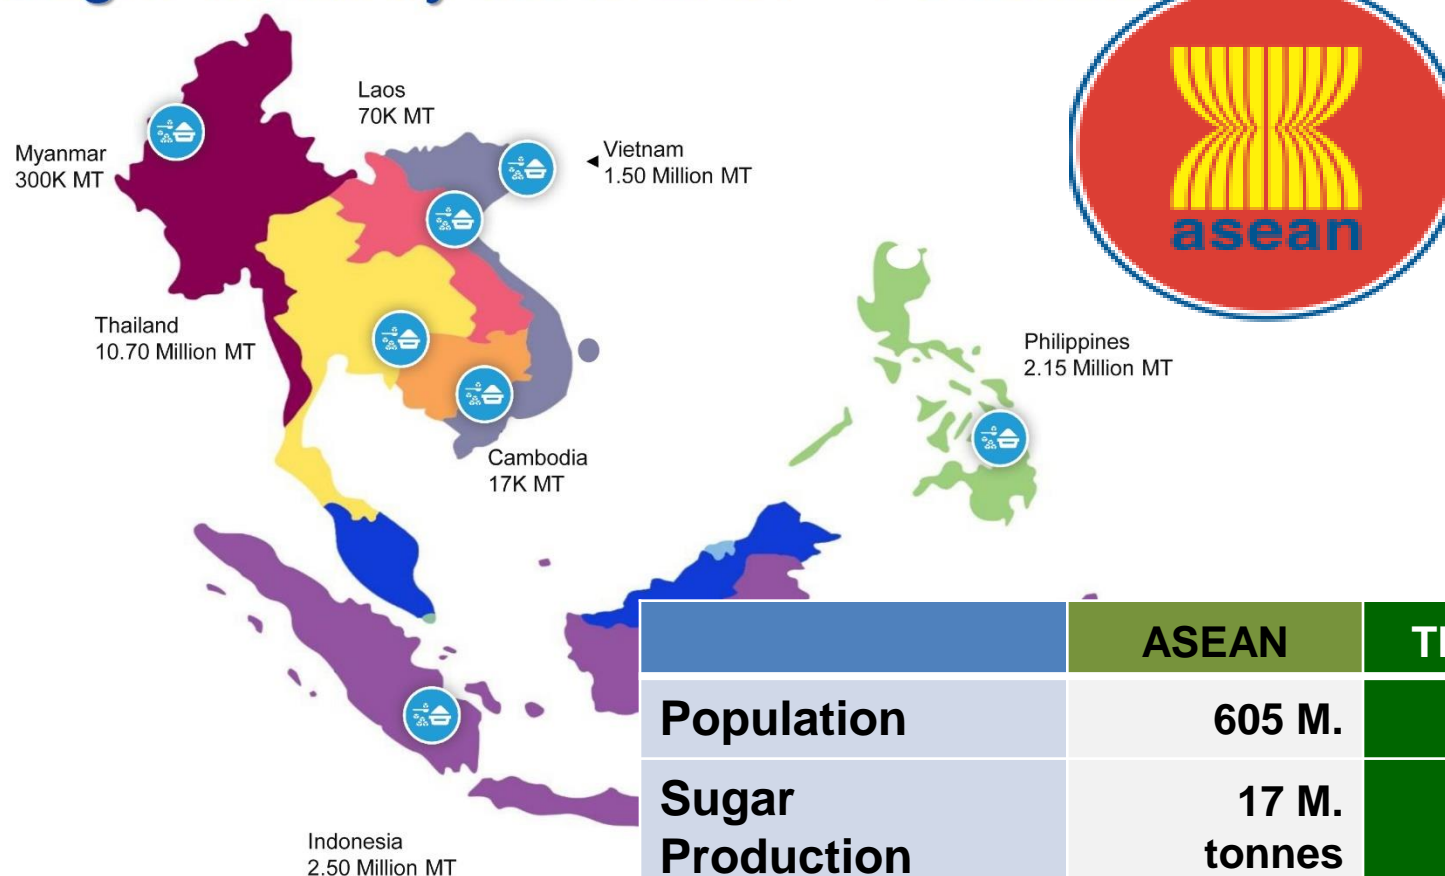 Laos
70K MT
Myanmar
300K MT
Vietnam
1.50 Million MT
asean
Thailand
10.70 Million MT
Philippines
2.15 Million MT
Cambodia
17K MT
Indonesia
2.50 Million MT
ASEAN
Population 605 M.
Sugar 17 M.
Production tonnes